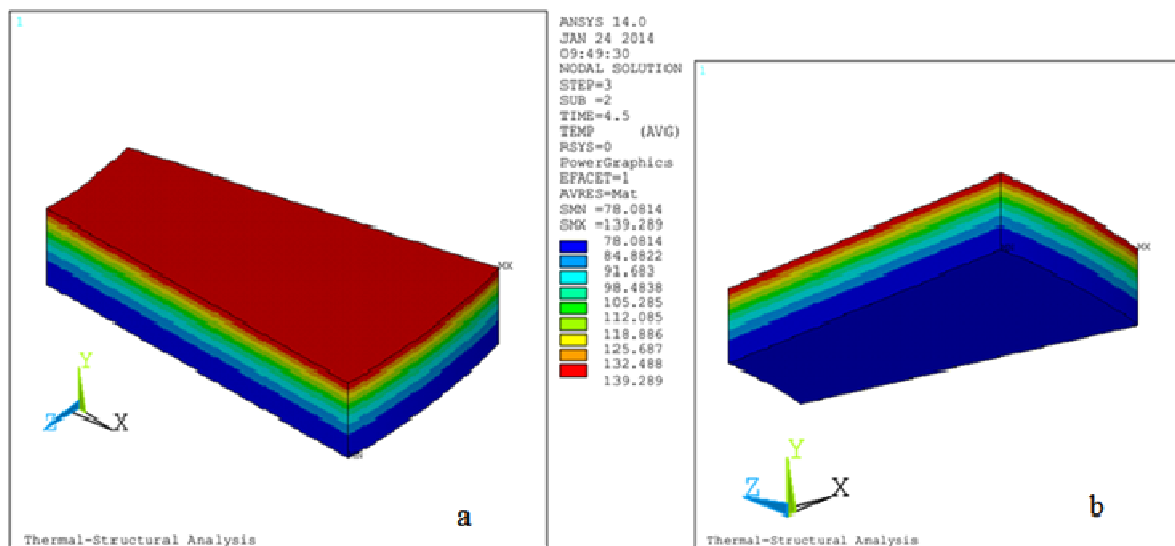 1
ANSYS 14.0
JAN 24 2014
09:49:30
NODAL SOLUTION
STEP=3
SUB =2
TIME=4.5
TEMP (AVG)
RSYS=0
PowerGraphics
EFACET=1
AVRES=Mat
SMN =78.0814
SMX =139.289
78.0814
84.8822
91.683
98.4838
105.285
112.085
118.886
125.687
132.488
139.289
MX
Y
Z
X
a
Thermal-Structural Analysis
1
MX
Y
Z
X
b
Thermal-Structural Analysis